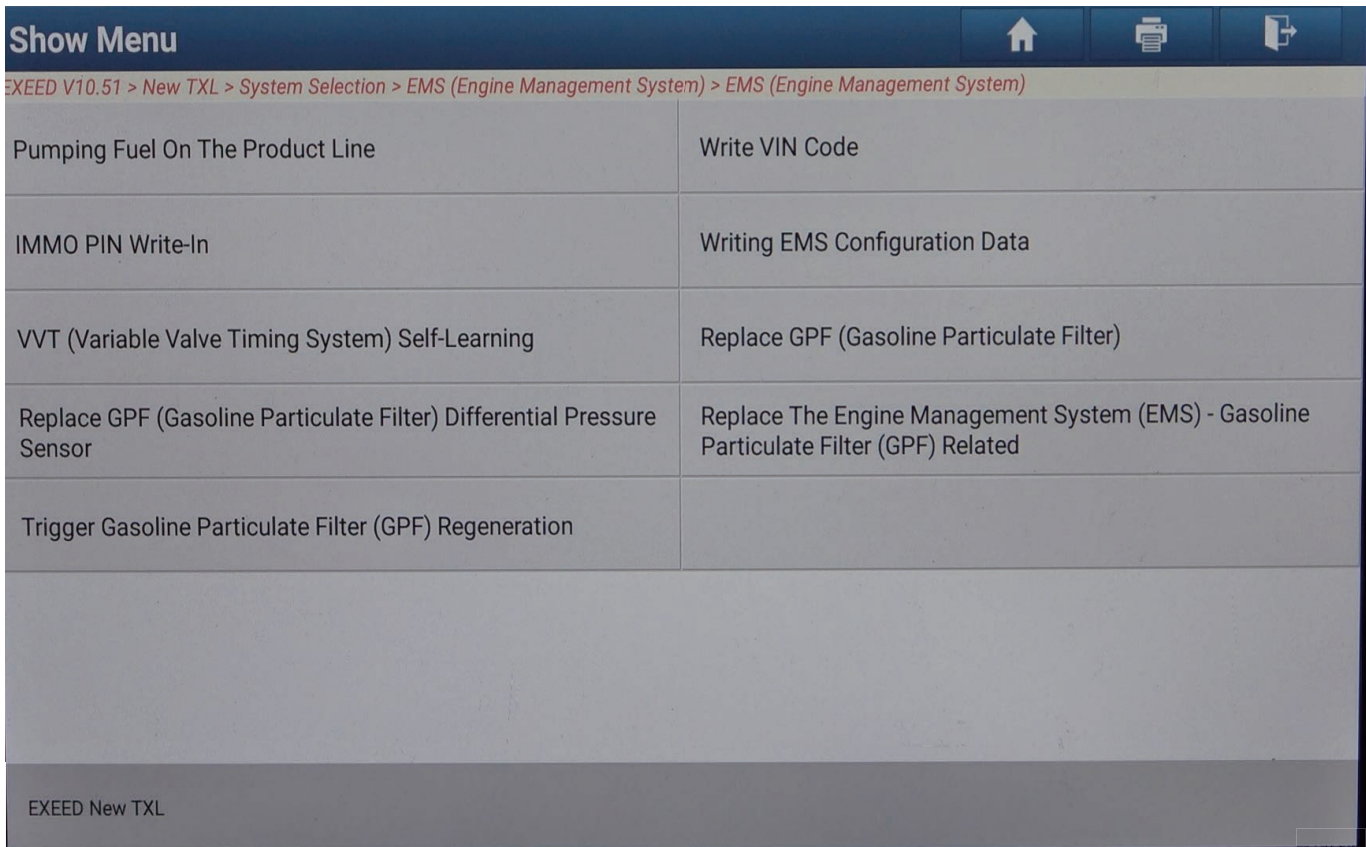 Show Menu
EXEED V10.51 > New TXL > System Selection > EMS (Engine Management System) > EMS (Engine Management System)
Pumping Fuel On The Product Line
Write VIN Code
IMMO PIN Write-In
Writing EMS Configuration Data
VVT (Variable Valve Timing System) Self-Learning
Replace GPF (Gasoline Particulate Filter)
Replace GPF (Gasoline Particulate Filter) Differential Pressure
Sensor
Replace The Engine Management System (EMS) - Gasoline
Particulate Filter (GPF) Related
Trigger Gasoline Particulate Filter (GPF) Regeneration
EXEED New TXL